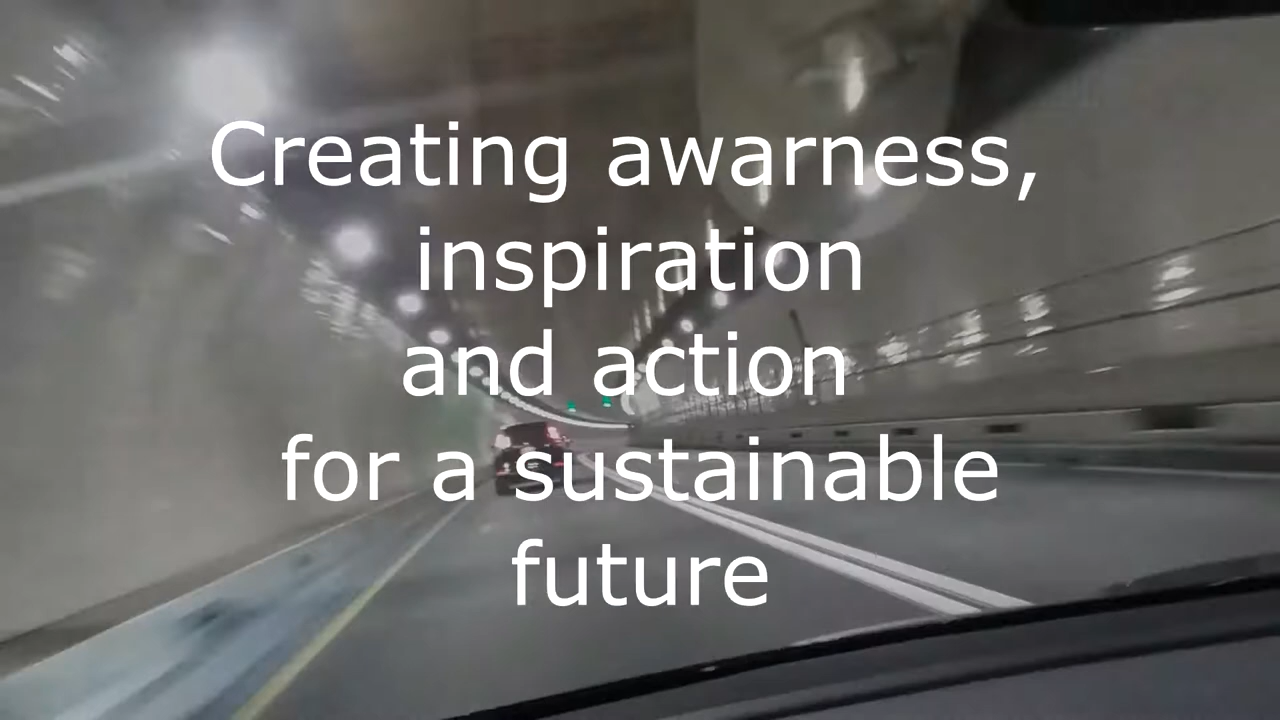 Creating awarness,
inspiration
and action
for a sustainable
future